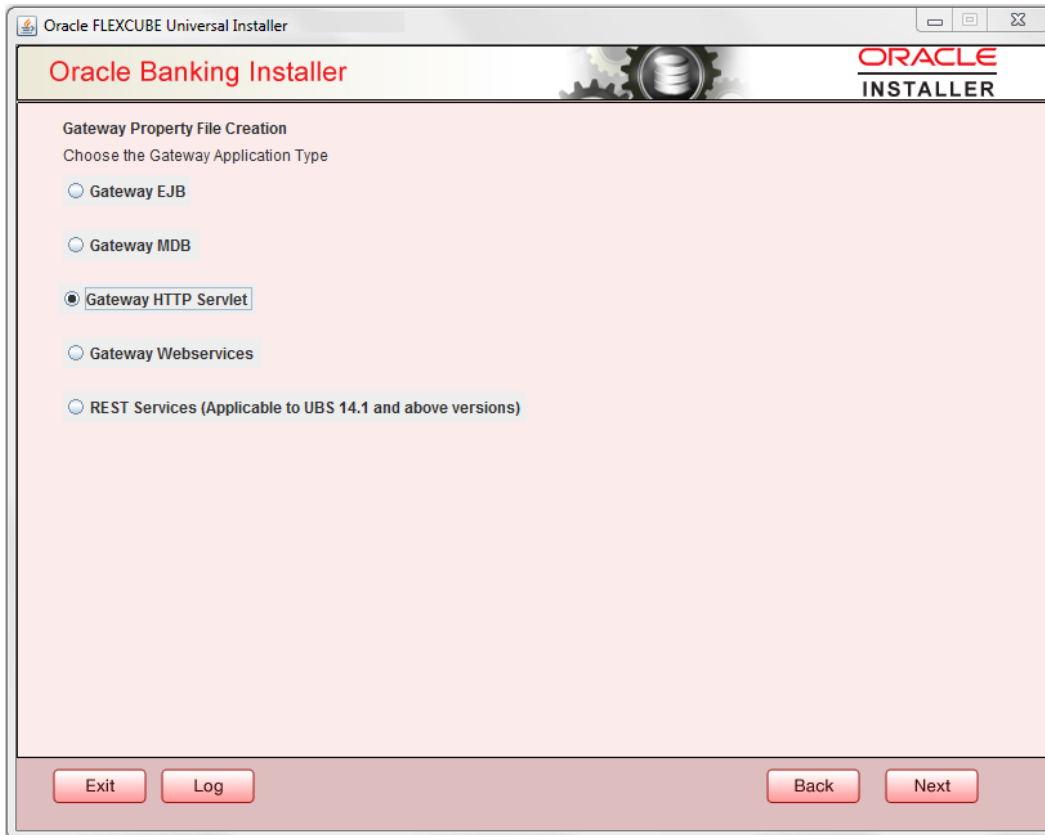 Oracle FLEXCUBE Universal Installer
Oracle Banking Installer
ORACLE
INSTALLER
Gateway Property File Creation
Choose the Gateway Application Type
Gateway EJB
Gateway MDB
Gateway HTTP Servlet
Gateway Webservices
REST Services (Applicable to UBS 14.1 and above versions)
Exit
Log
Back
Next